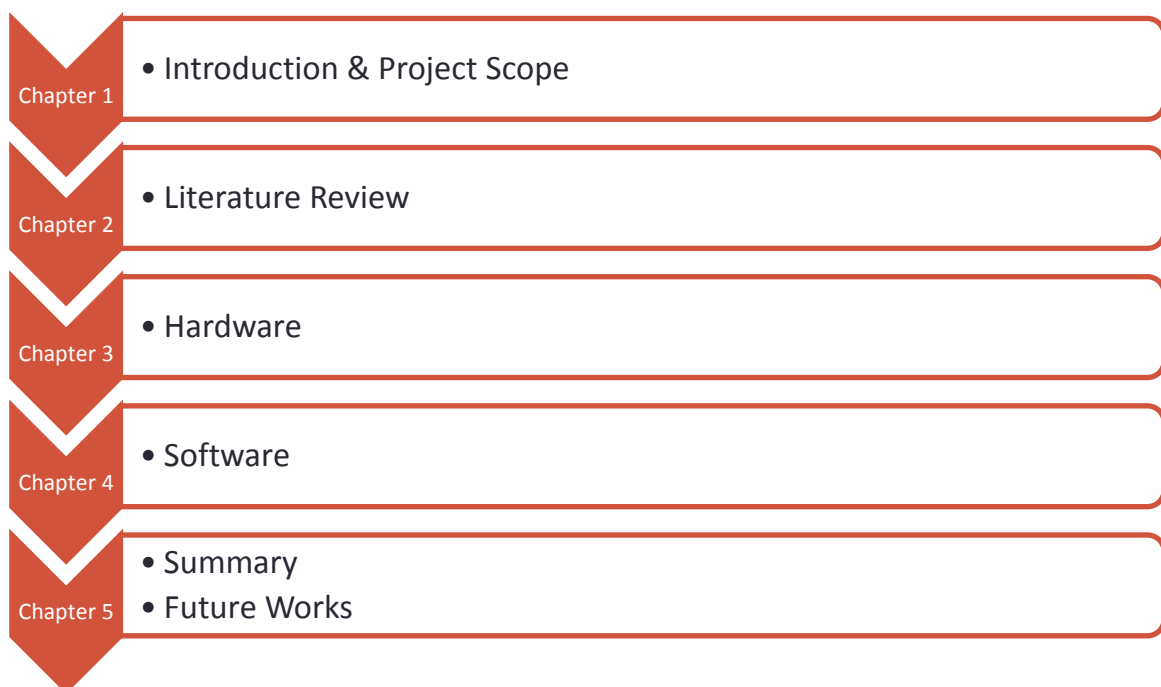 Chapter 1
• Introduction & Project Scope
Chapter 2
• Literature Review
Chapter 3
• Hardware
Chapter 4
• Software
Chapter 5
• Summary
• Future Works